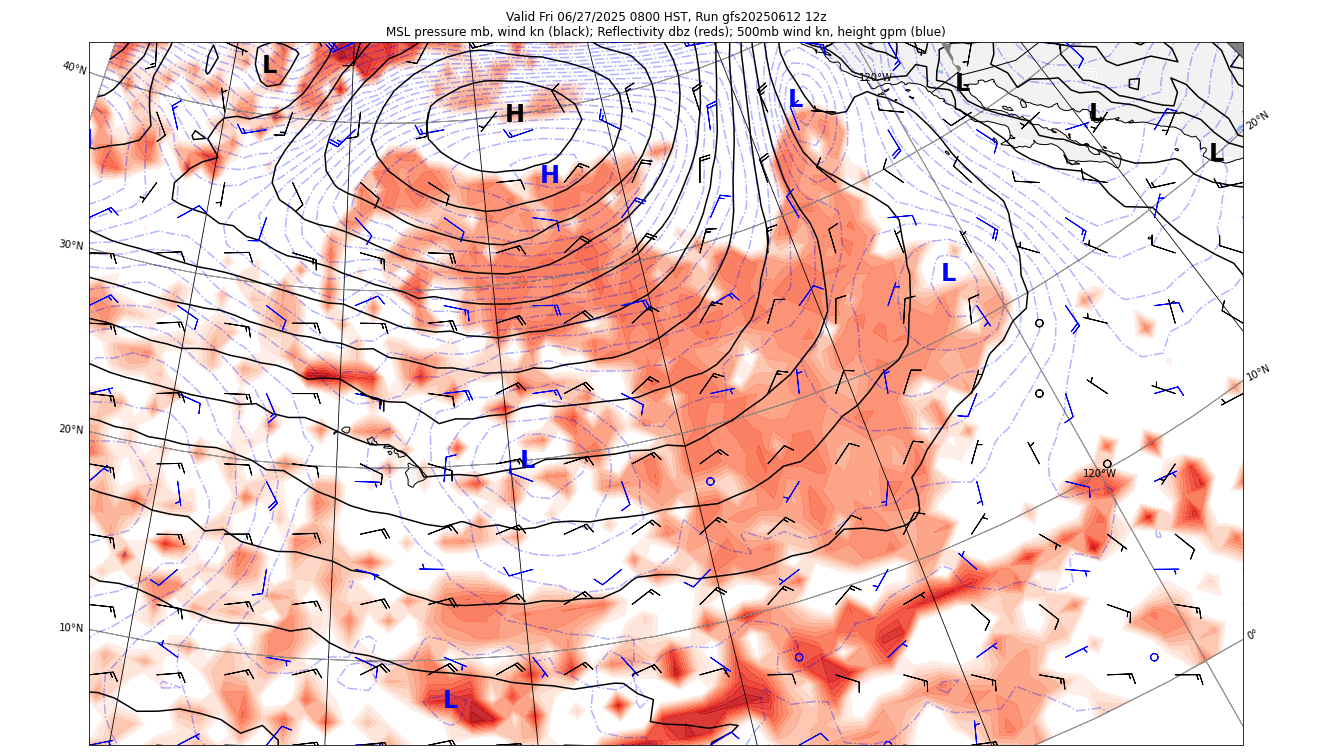 Valid Fri 06/27/2025 0800 HST, Run gfs20250612 12z
MSL pressure mb, wind kn (black); Reflectivity dbz (reds); 500mb wind kn, height gpm (blue)
40°N
L
120°W
L
L
H
L
20°N
L
H
30°N
L
10°N
20°N
L
120°W
10°N
0°
L